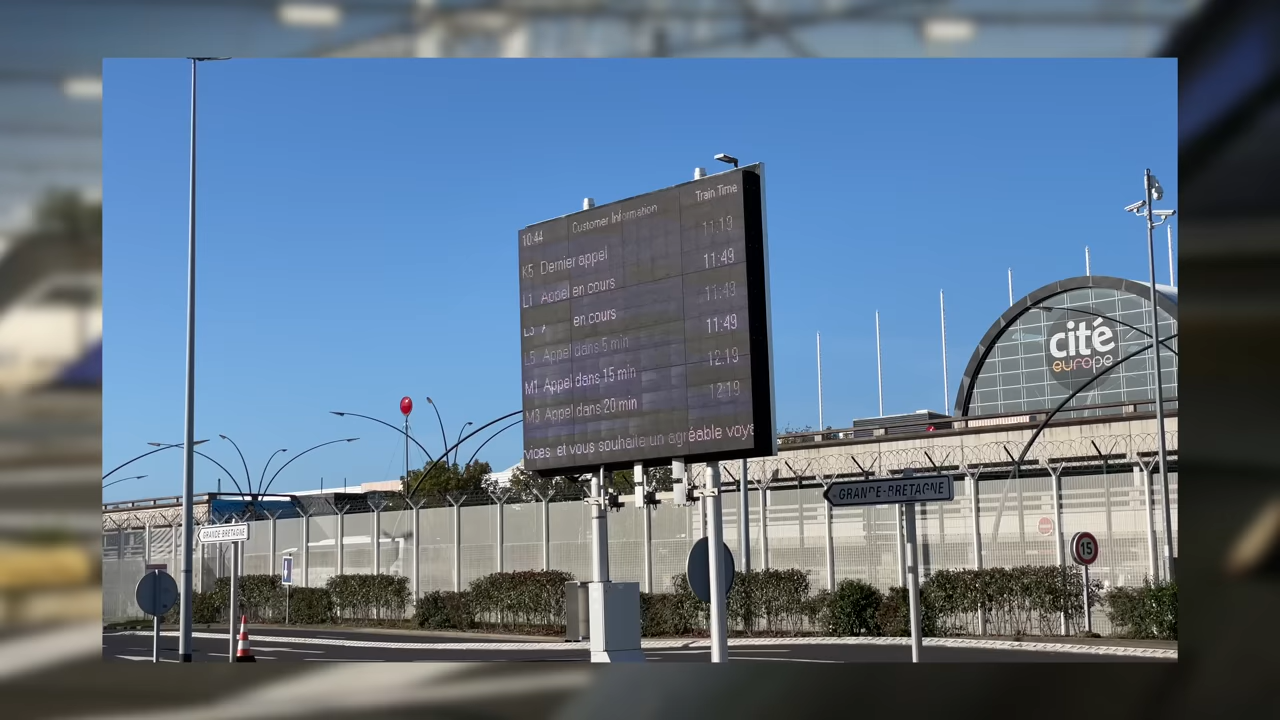 10:44 Customer Information Train Time
K5 Dernier appel 11:19
L1 Appel en cours 11:49
en cours 11:49
L5 Appel dans 5 min 11:49
M1 Appel dans 15 min 12:19
M3 Appel dans 20 min 12:19
vices et vous souhaite un agréable voya
cité
europe
GRANDE-BRETAGNE
GRANDE-BRETAGNE
15